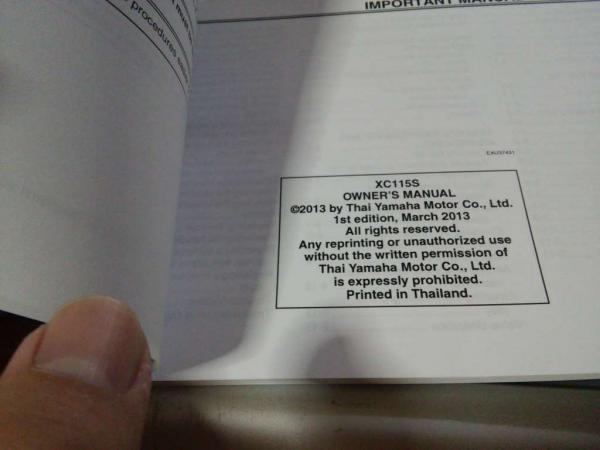 procedures
IMPORTANT
EAU37431
XC115S
OWNER'S MANUAL
©2013 by Thai Yamaha Motor Co., Ltd.
1st edition, March 2013
All rights reserved.
Any reprinting or unauthorized use
without the written permission of
Thai Yamaha Motor Co., Ltd.
is expressly prohibited.
Printed in Thailand.